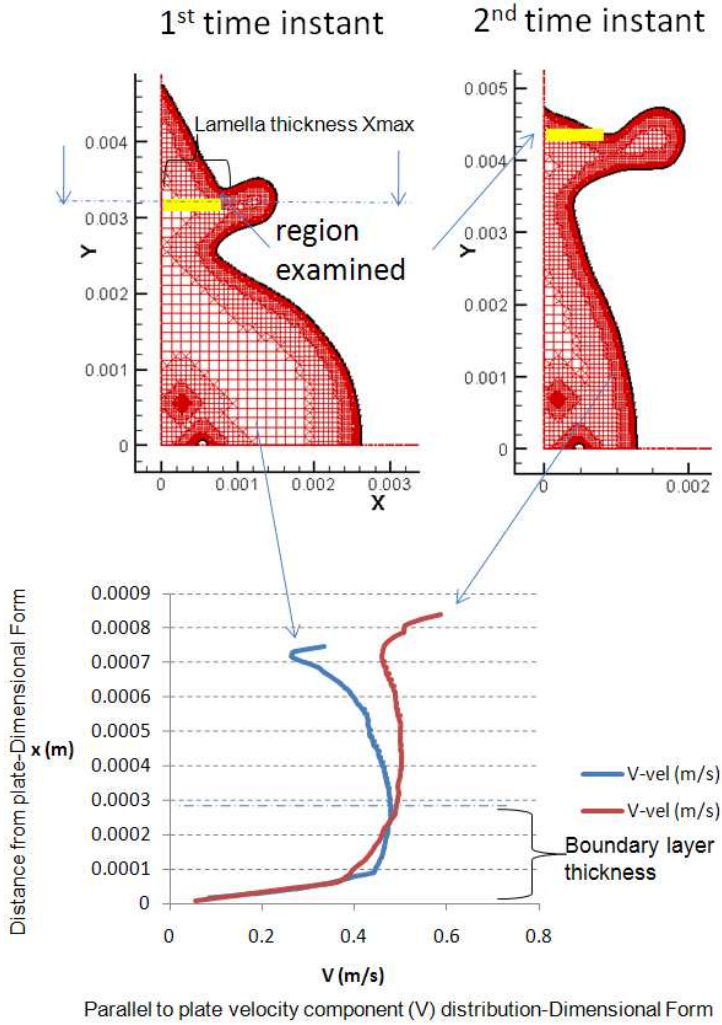 1st time instant
2nd time instant
Lamella thickness Xmax
region
examined
0.004
0.003
0.002
0.001
0
Y
0
0.001
0.002
0.003
X
0.005
0.004
0.003
0.002
0.001
0
Y
0
0.002
0.0009
0.0008
0.0007
0.0006
0.0005
0.0004
0.0003
0.0002
0.0001
0
Distance from plate-Dimensional Form
x (m)
V-vel (m/s)
V-vel (m/s)
Boundary layer
thickness
0
0.2
0.4
0.6
0.8
V (m/s)
Parallel to plate velocity component (V) distribution-Dimensional Form